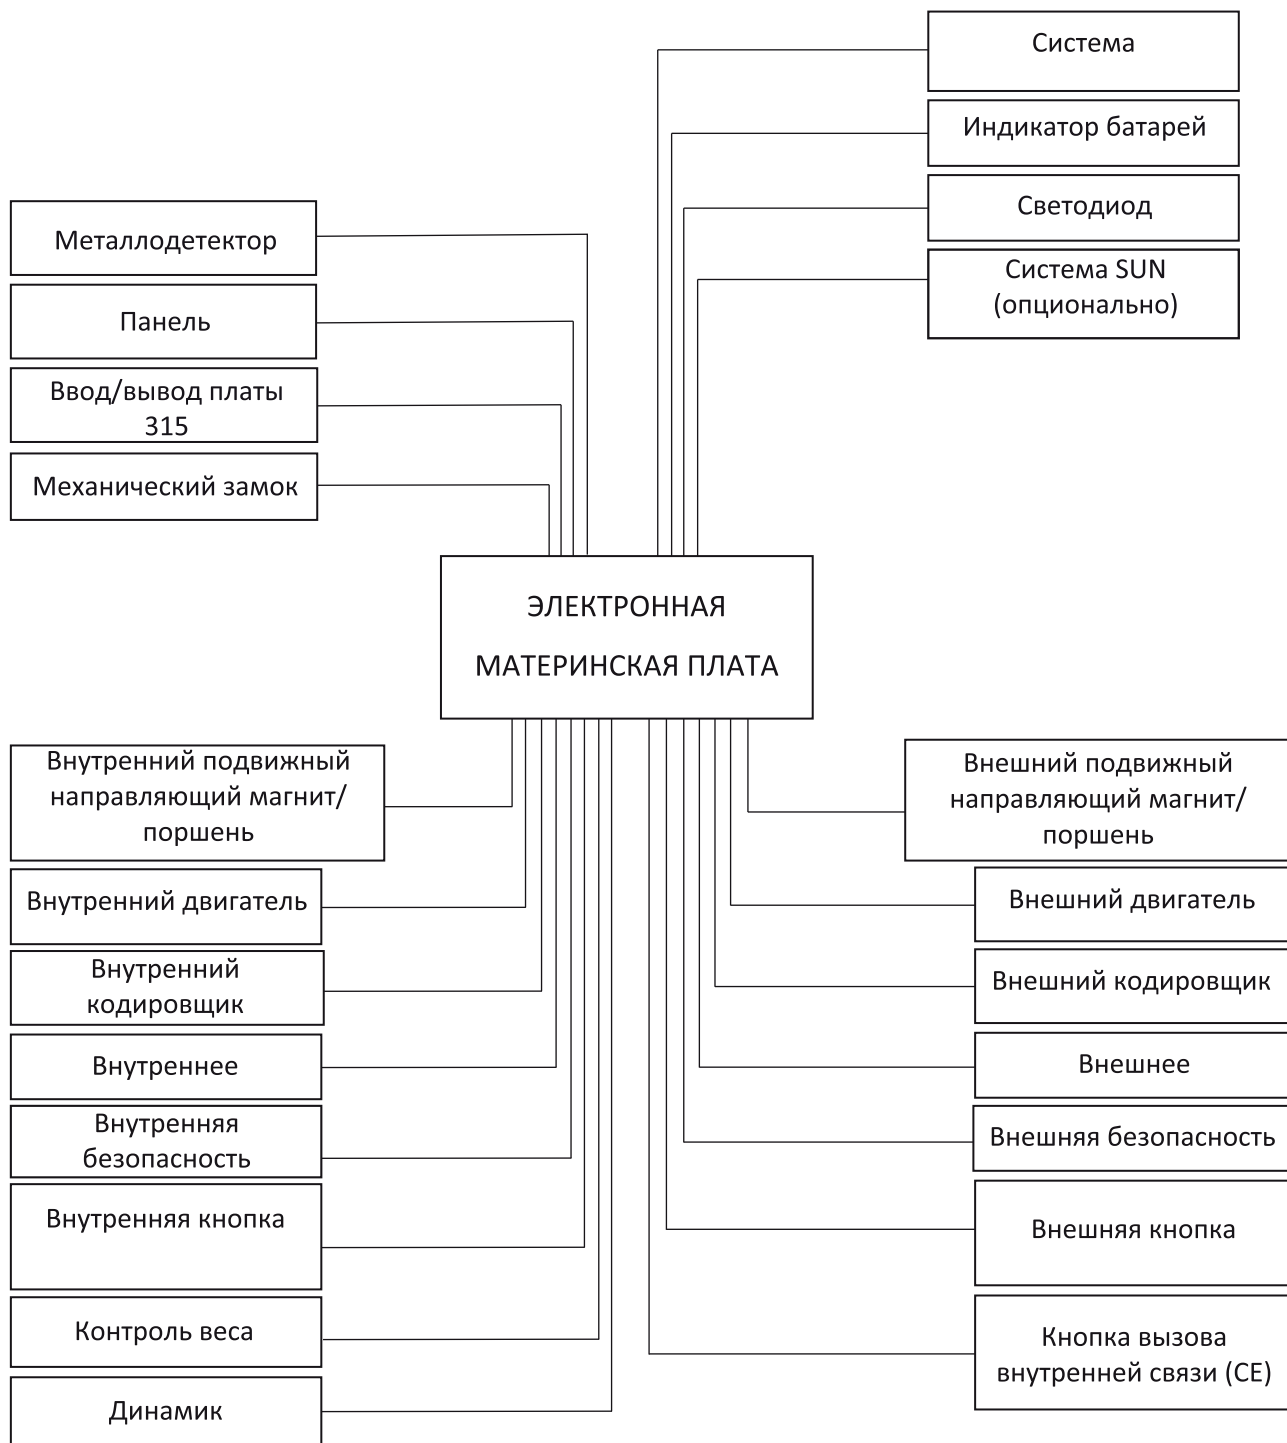 Система
Индикатор батарей
Светодиод
Система SUN
(опционально)
Металлодетектор
Панель
Ввод/вывод платы
315
Механический замок
ЭЛЕКТРОННАЯ
МАТЕРИНСКАЯ ПЛАТА
Внутренний подвижный
направляющий магнит/
поршень
Внутренний двигатель
Внутренний
кодировщик
Внутреннее
Внутренняя
безопасность
Внутренняя кнопка
Контроль веса
Динамик
Внешний подвижный
направляющий магнит/
поршень
Внешний двигатель
Внешний кодировщик
Внешнее
Внешняя безопасность
Внешняя кнопка
Кнопка вызова
внутренней связи (CE)